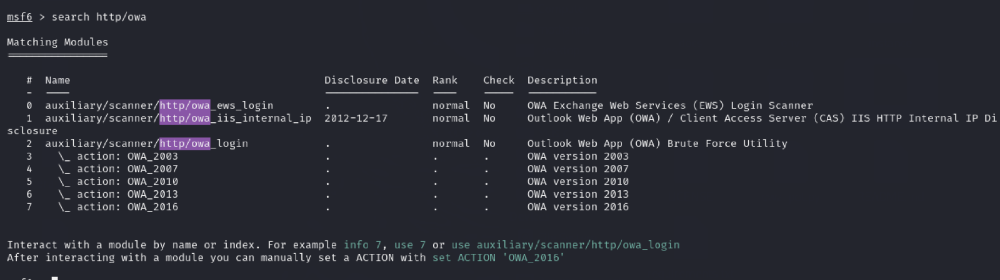 msf6 > search http/owa
Matching Modules
================
#  Name                                        Disclosure Date  Rank    Check  Description
-  ----                                        ---------------  ----    -----  -----------
0  auxiliary/scanner/http/owa_ews_login        .                normal  No     OWA Exchange Web Services (EWS) Login Scanner
1  auxiliary/scanner/http/owa_iis_internal_ip  2012-12-17       normal  No     Outlook Web App (OWA) / Client Access Server (CAS) IIS HTTP Internal IP Di
sclosure
2  auxiliary/scanner/http/owa_login            .                normal  No     Outlook Web App (OWA) Brute Force Utility
3    \_ action: OWA_2003                       .                .       .      OWA version 2003
4    \_ action: OWA_2007                       .                .       .      OWA version 2007
5    \_ action: OWA_2010                       .                .       .      OWA version 2010
6    \_ action: OWA_2013                       .                .       .      OWA version 2013
7    \_ action: OWA_2016                       .                .       .      OWA version 2016
Interact with a module by name or index. For example info 7, use 7 or use auxiliary/scanner/http/owa_login
After interacting with a module you can manually set a ACTION with set ACTION 'OWA_2016'